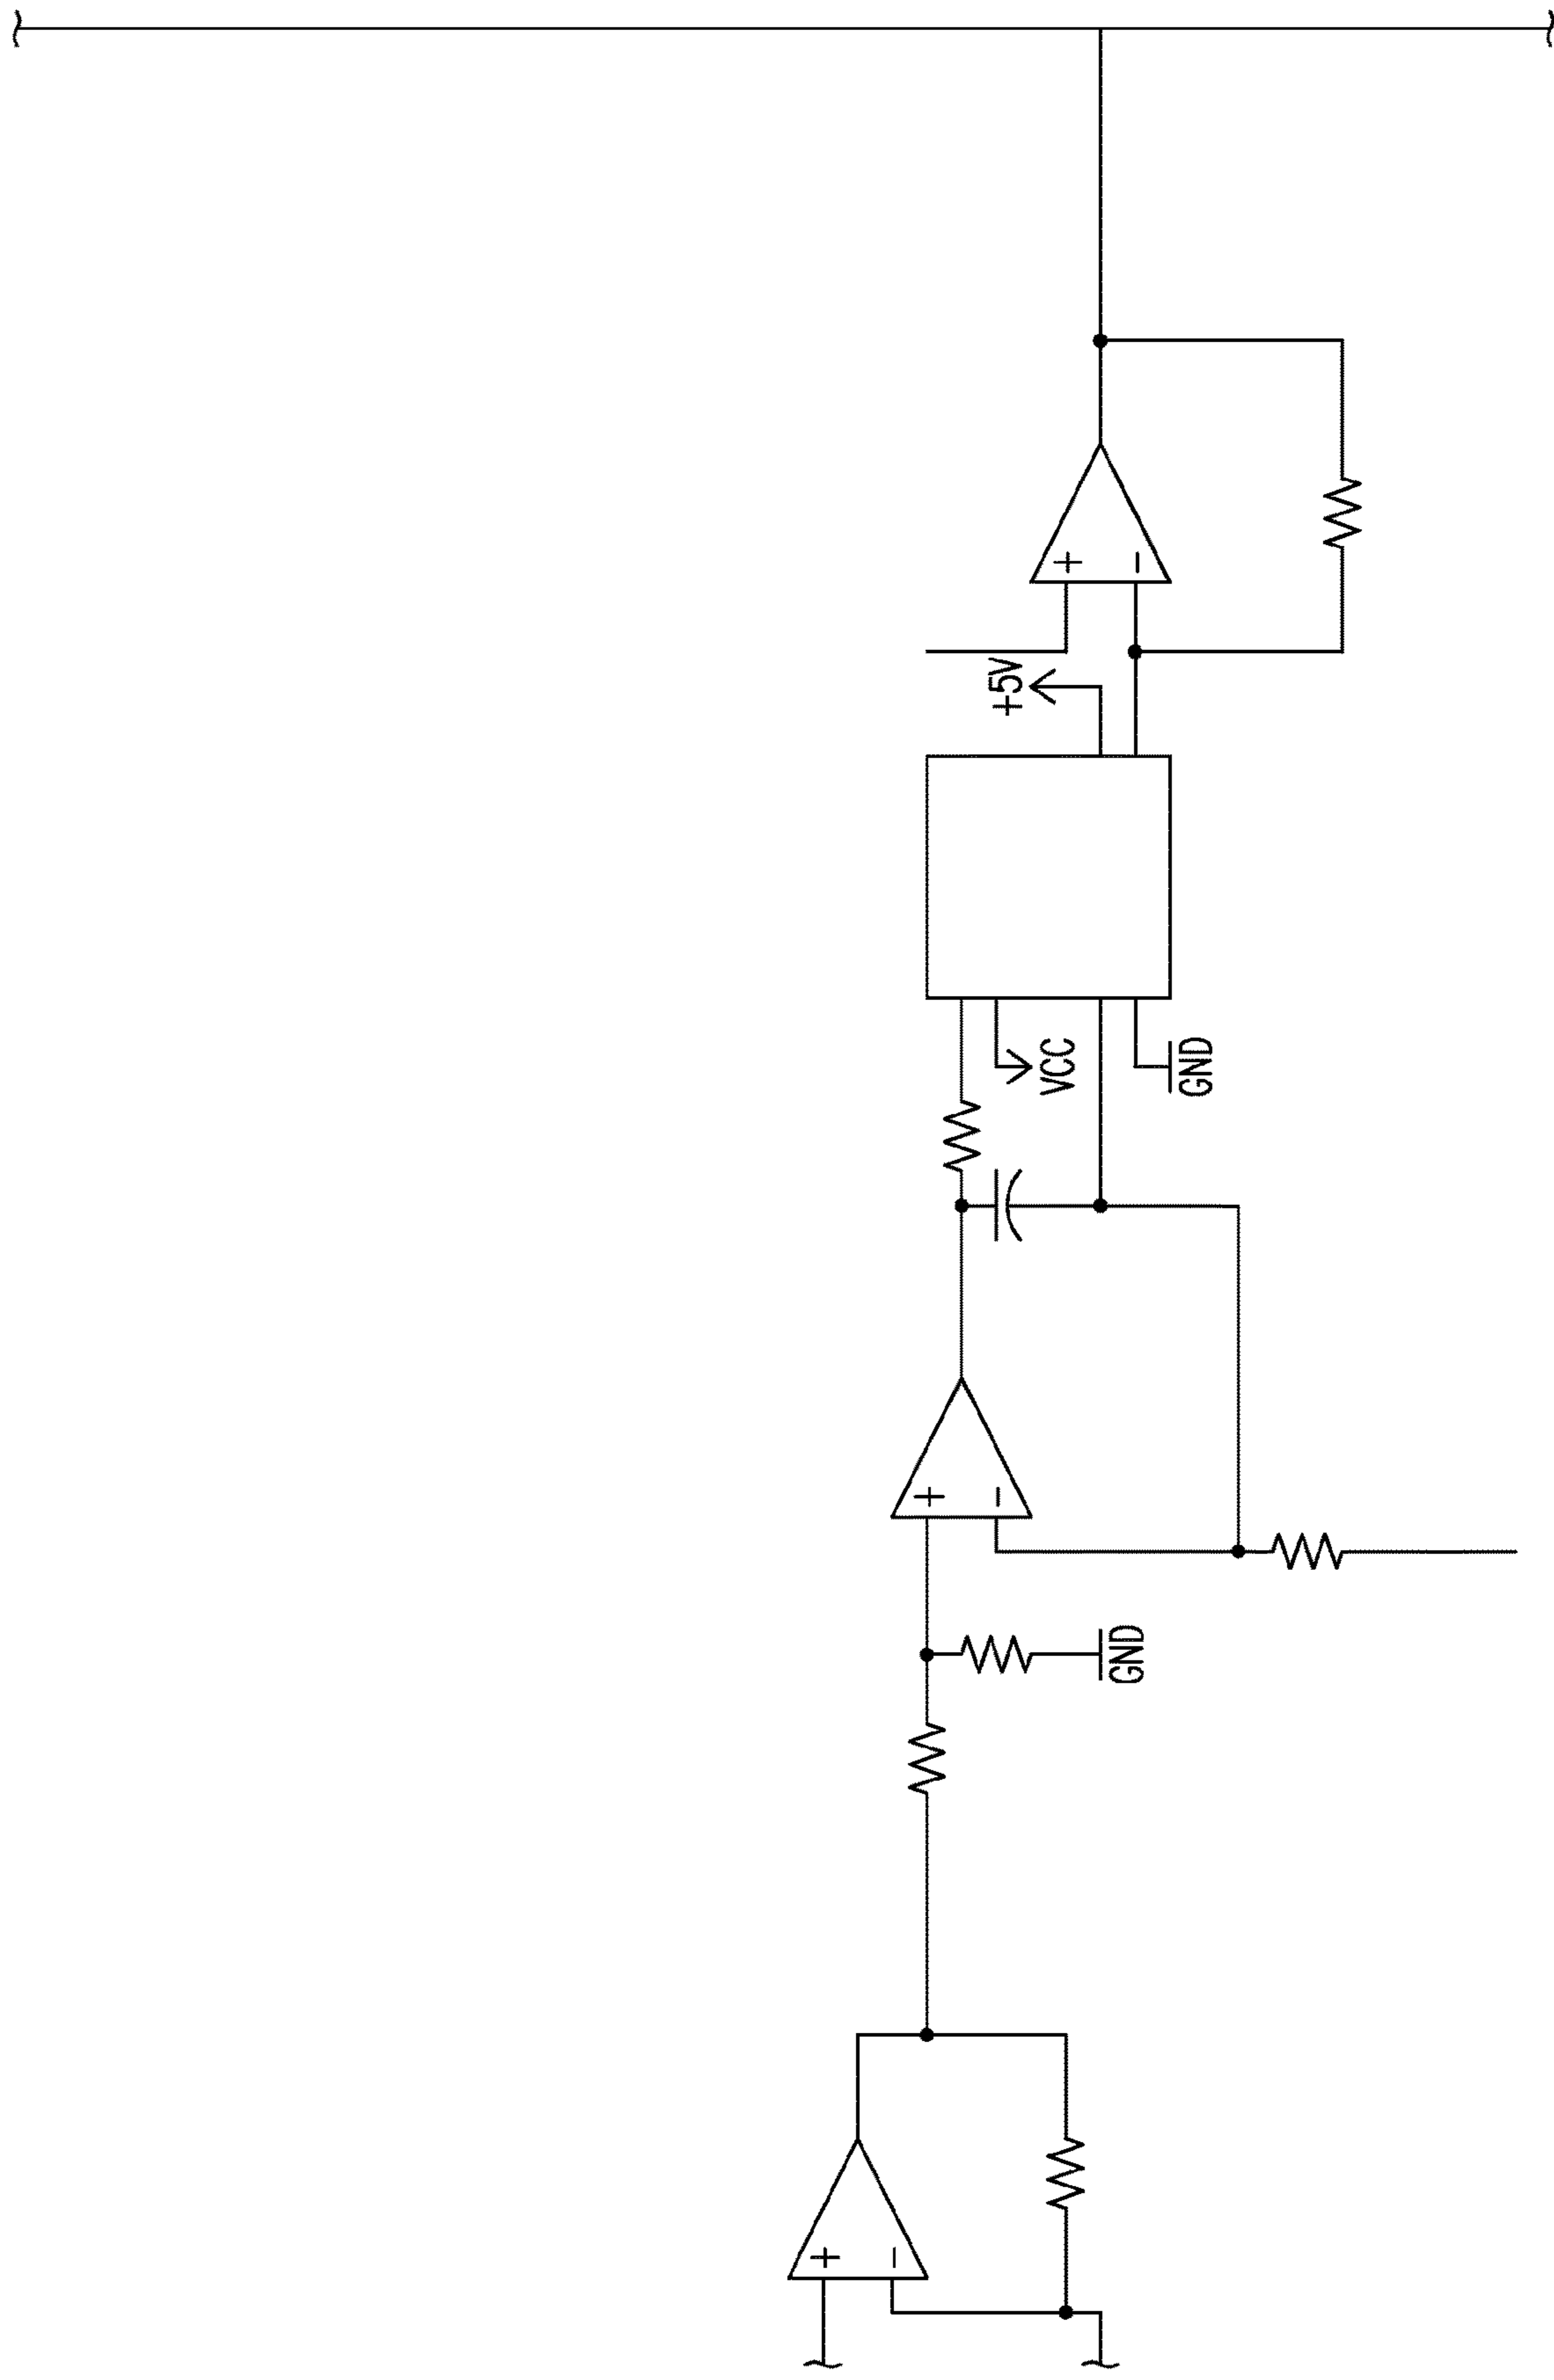 +
-
+5V
VCC
GND
+
-
GND
+
-